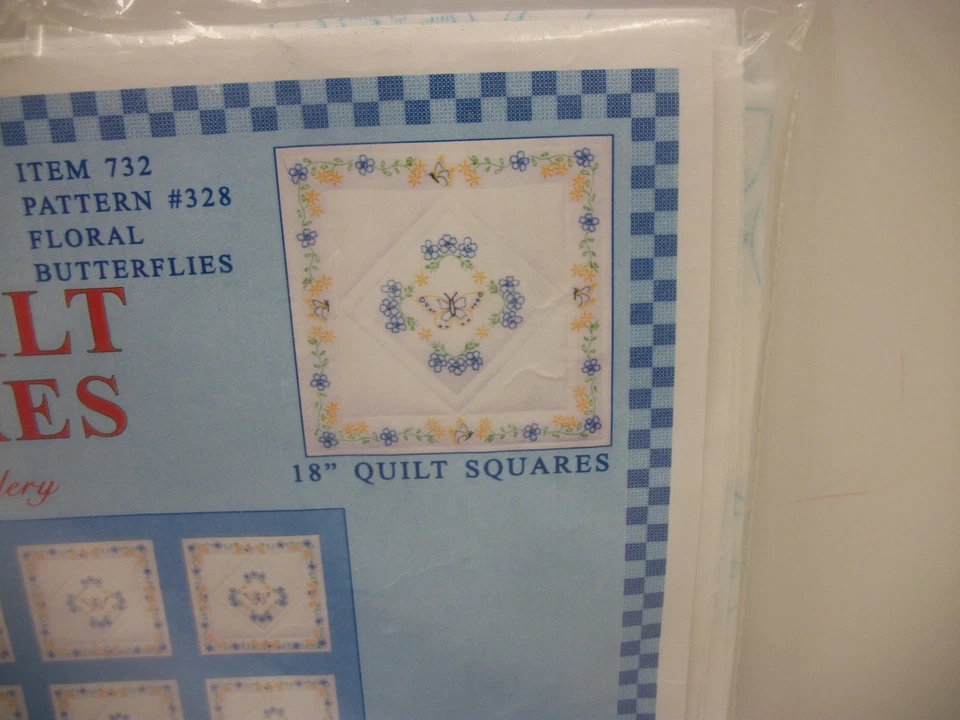 ITEM 732
PATTERN #328
FLORAL
BUTTERFLIES
18” QUILT SQUARES